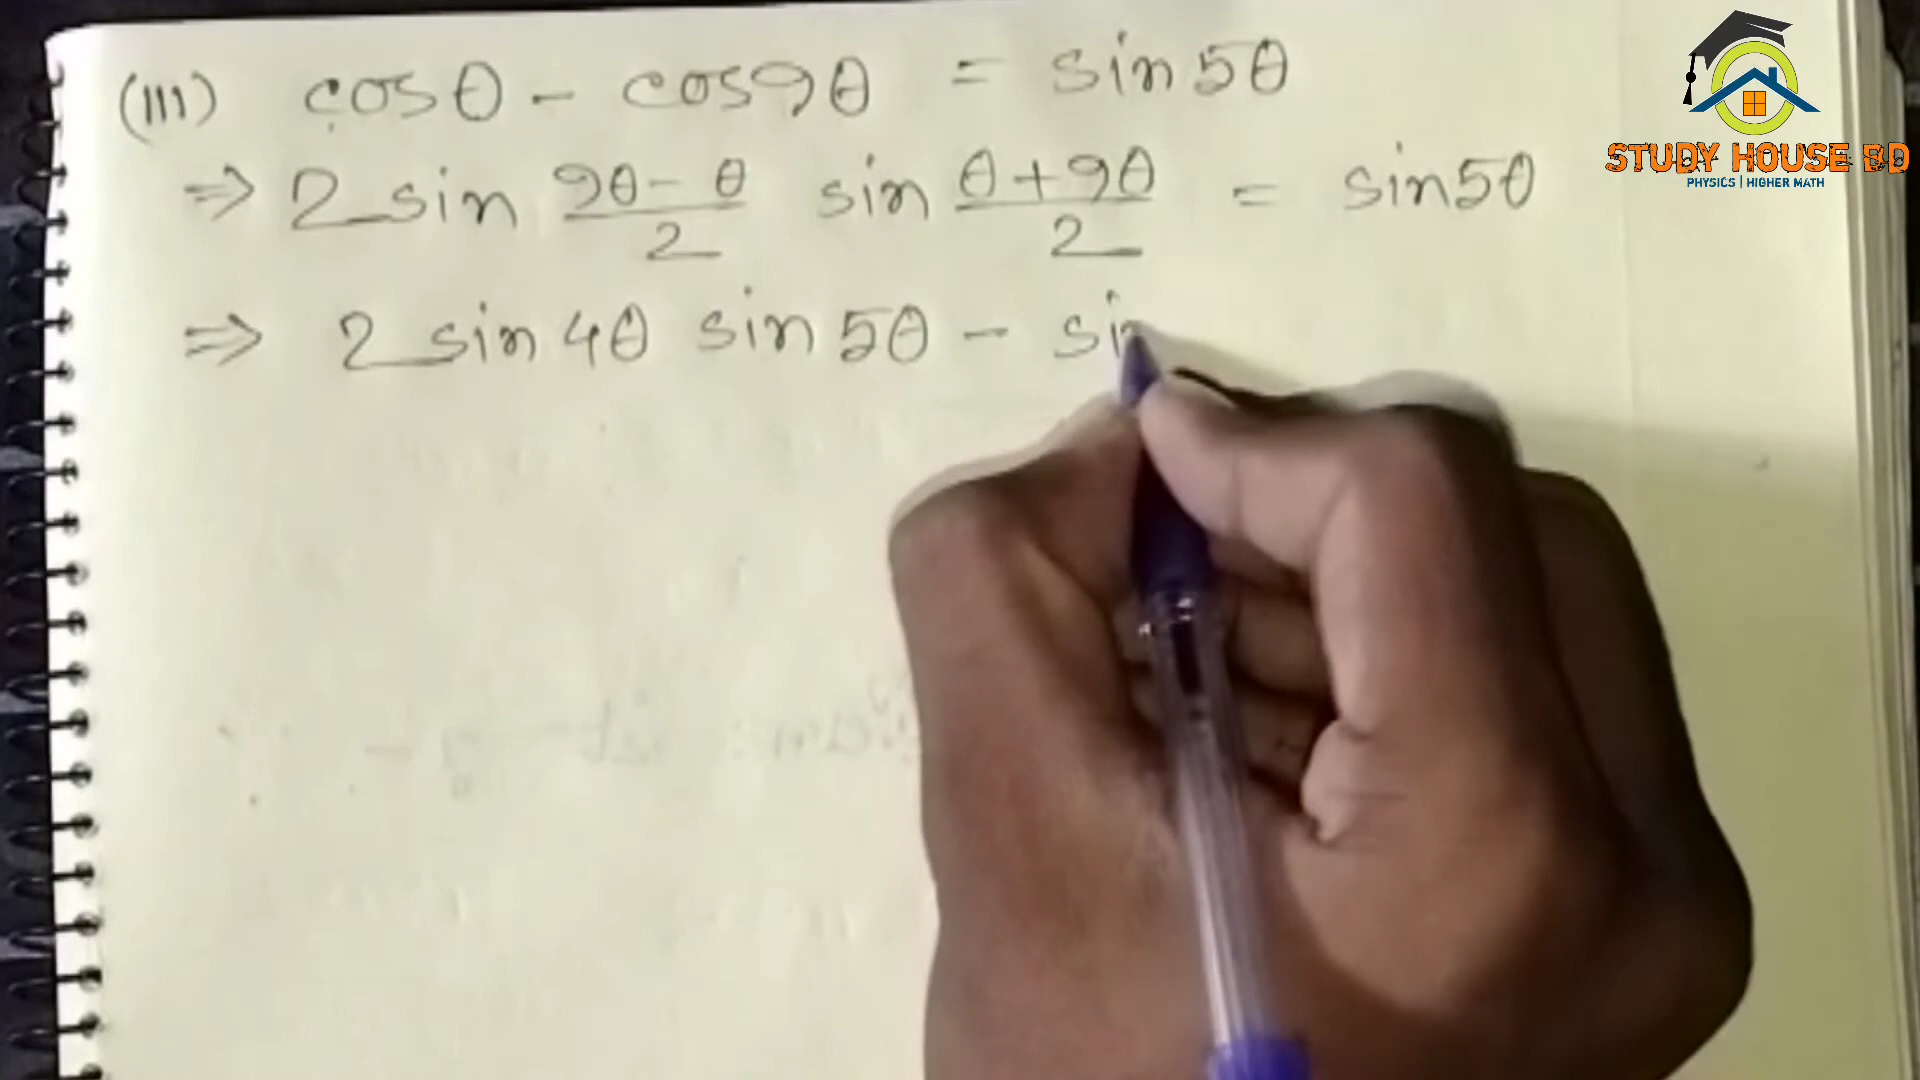 (III) cosθ - cos9θ = sin5θ
⇒ 2 sin (9θ - θ)/2 sin (θ + 9θ)/2 = sin5θ
⇒ 2 sin4θ sin5θ - sin
STUDY HOUSE BD
PHYSICS | HIGHER MATH